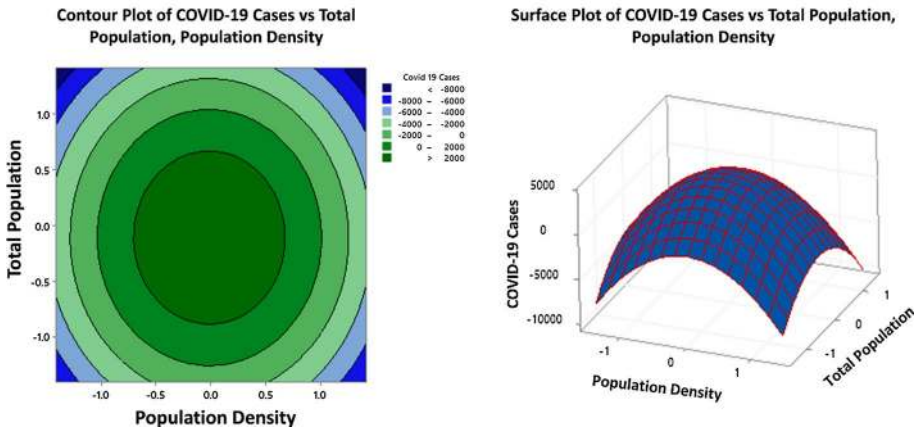 Contour Plot of COVID-19 Cases vs Total
Population, Population Density
Total Population
1.0
0.5
0.0
-0.5
-1.0
-1.0 -0.5 0.0 0.5 1.0
Population Density
Covid 19 Cases
< -8000
-8000 – -6000
-6000 – -4000
-4000 – -2000
-2000 – 0
0 – 2000
> 2000
Surface Plot of COVID-19 Cases vs Total Population,
Population Density
COVID-19 Cases
5000
0
-5000
-10000
-1 0 1
Population Density
-1 0 1
Total Population